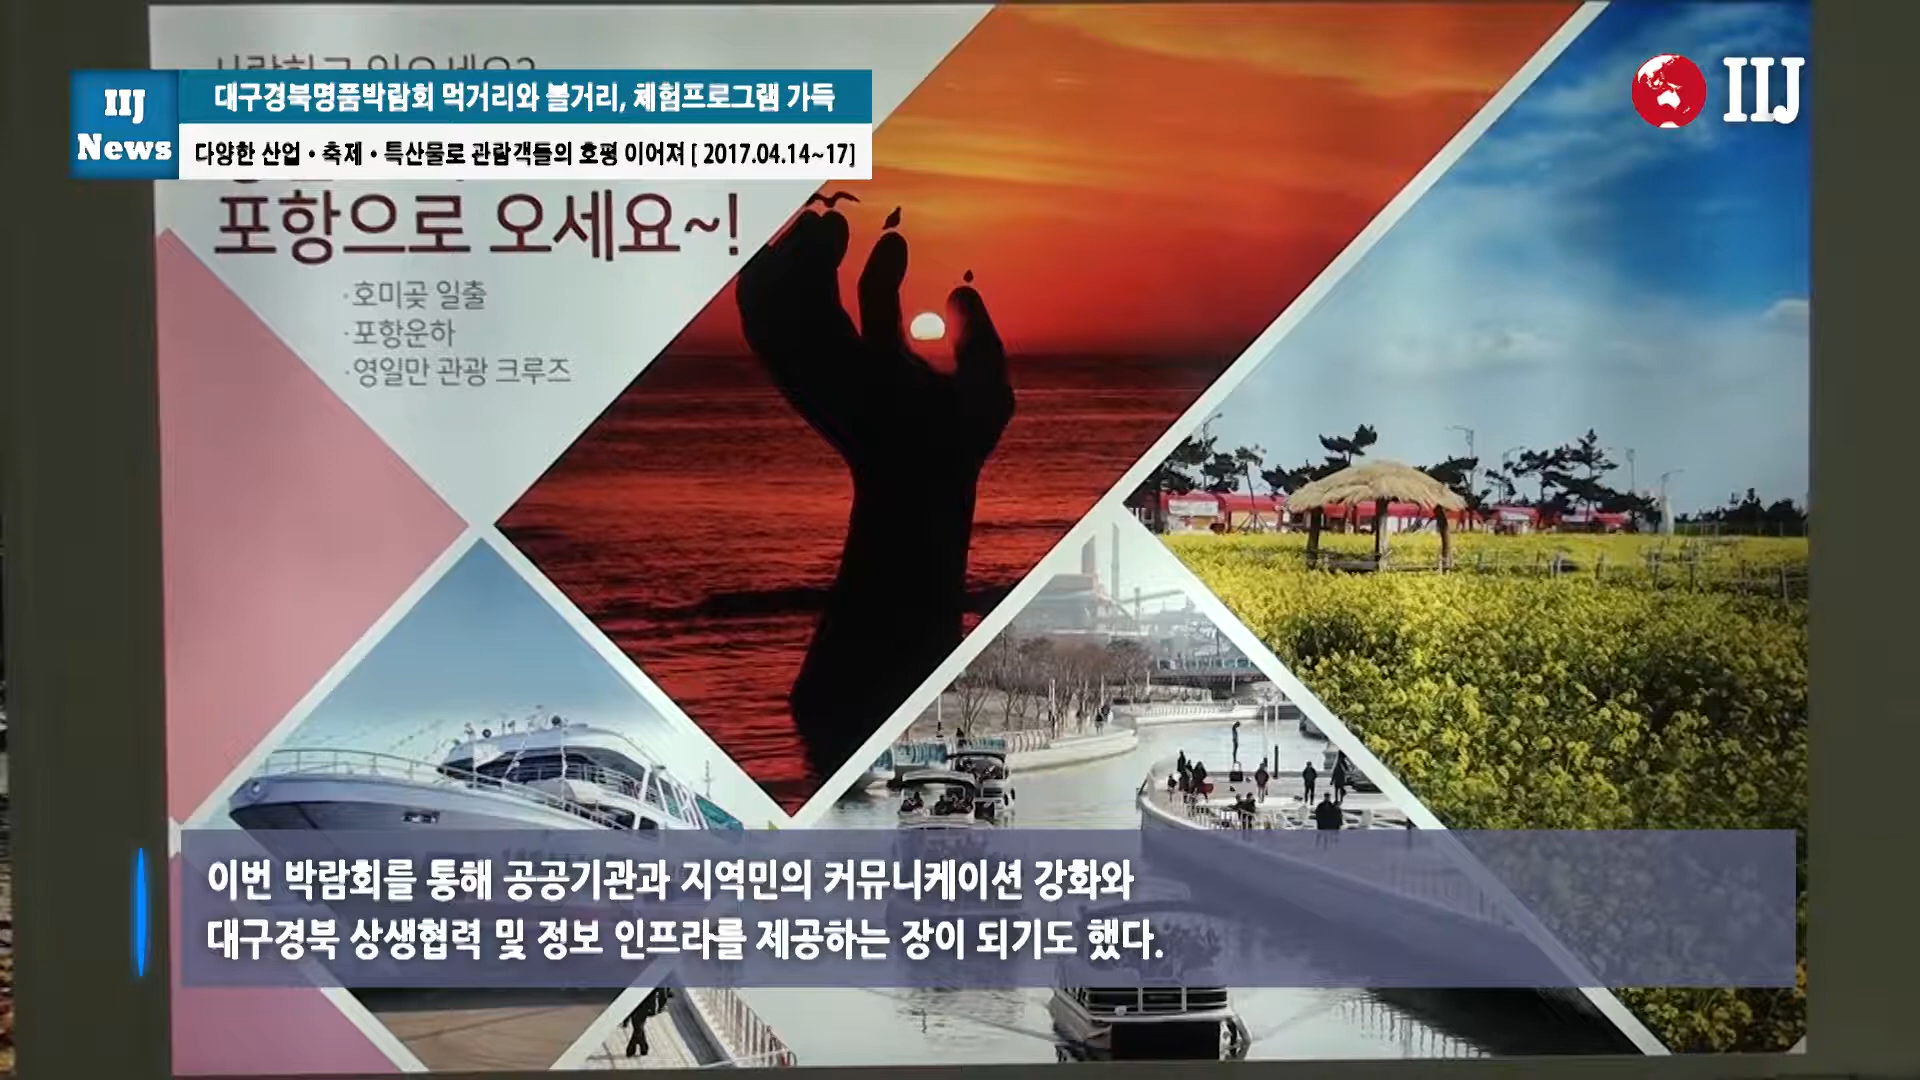 IIJ
News
대구경북명품박람회 먹거리와 볼거리, 체험프로그램 가득
다양한 산업·축제·특산물로 관람객들의 호평 이어져 [ 2017.04.14~17]
IIJ
포항으로 오세요~!
·호미곶 일출
·포항운하
·영일만 관광 크루즈
이번 박람회를 통해 공공기관과 지역민의 커뮤니케이션 강화와
대구경북 상생협력 및 정보 인프라를 제공하는 장이 되기도 했다.